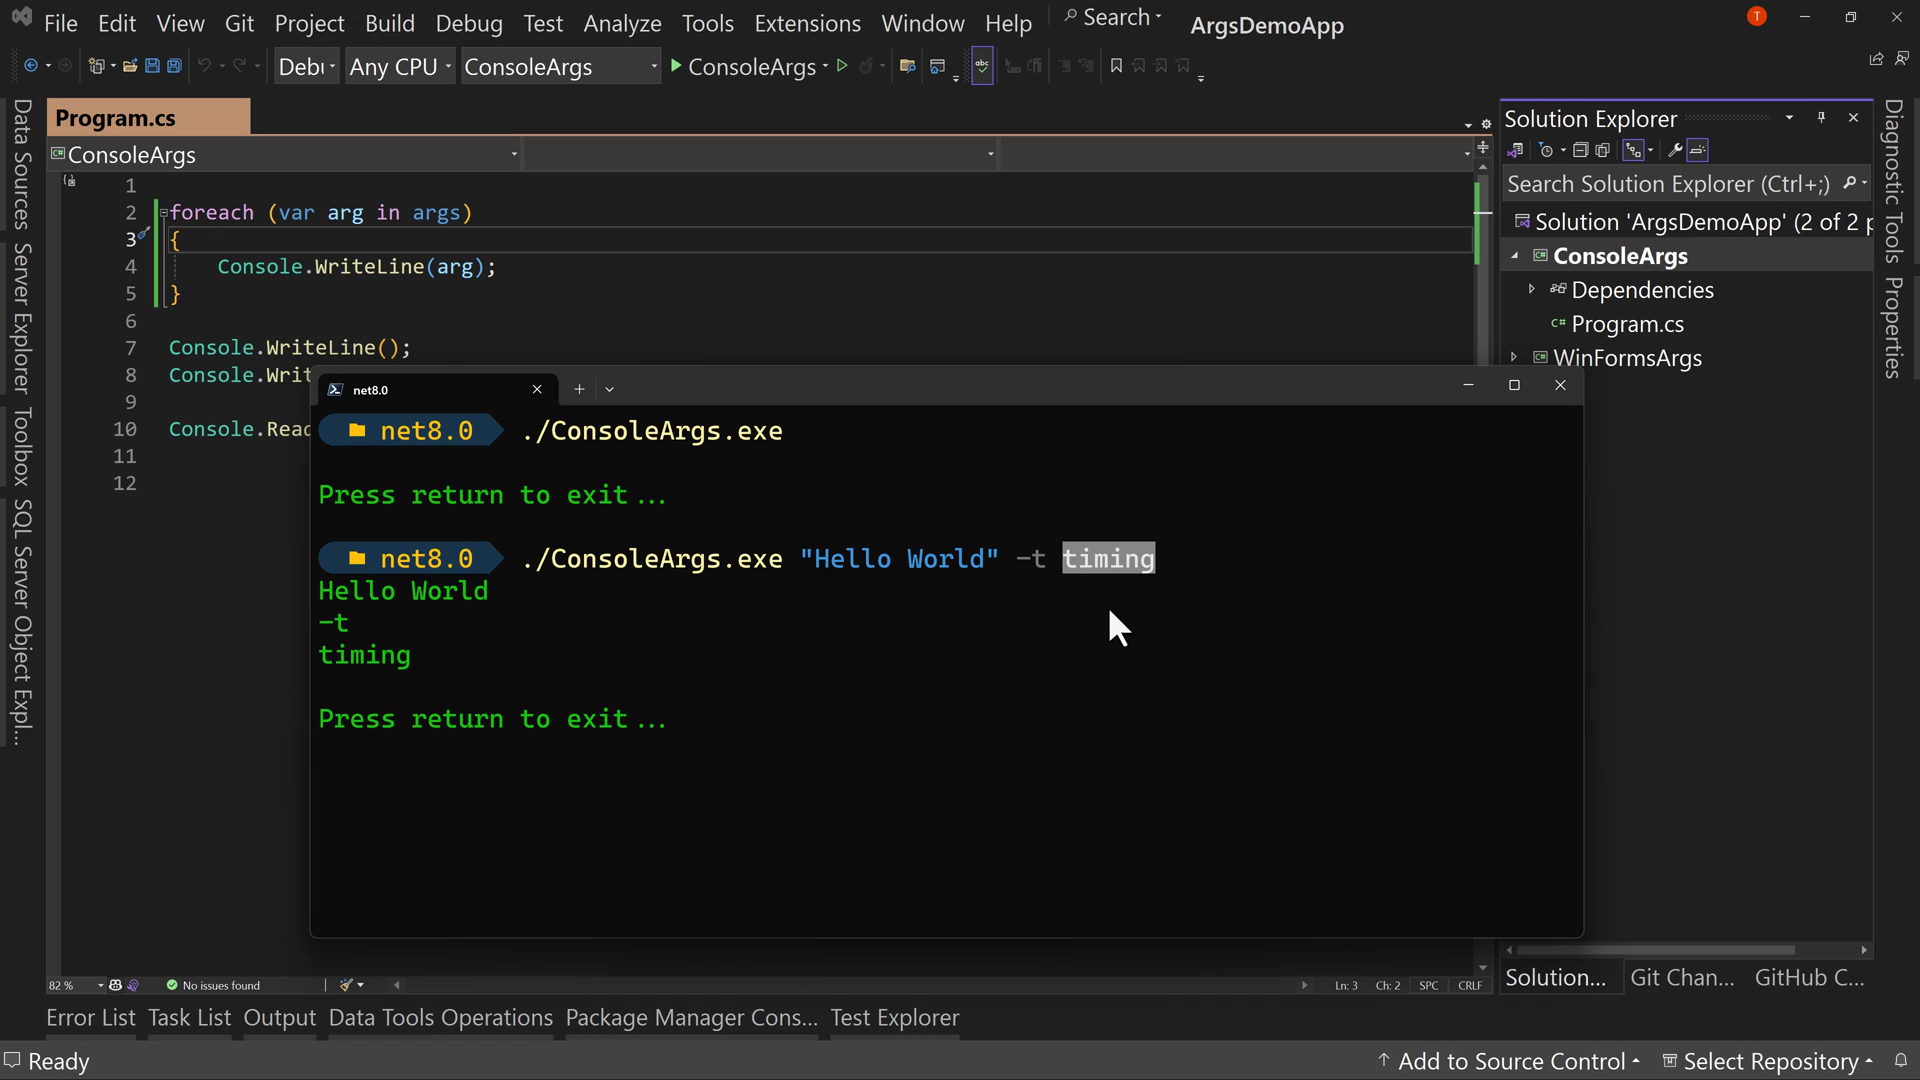 File Edit View Git Project Build Debug Test Analyze Tools Extensions Window Help Search ArgsDemoApp
T
Debu Any CPU ConsoleArgs ConsoleArgs
abc
Data Sources
Server Explorer
Toolbox
SQL Server Object Expl...
Program.cs
ConsoleArgs
1
2 foreach (var arg in args)
3 {
4 Console.WriteLine(arg);
5 }
6
7 Console.WriteLine();
8 Console.Writ
9
10 Console.Read
11
12
net8.0
net8.0 ./ConsoleArgs.exe
Press return to exit...
net8.0 ./ConsoleArgs.exe "Hello World" -t timing
Hello World
-t
timing
Press return to exit...
82 % No issues found Ln: 3 Ch: 2 SPC CRLF
Solution Explorer
Search Solution Explorer (Ctrl+;)
Solution 'ArgsDemoApp' (2 of 2 p
ConsoleArgs
Dependencies
C# Program.cs
WinFormsArgs
Solution... Git Chan... GitHub C...
Diagnostic Tools
Properties
Error List Task List Output Data Tools Operations Package Manager Cons... Test Explorer
Ready Add to Source Control Select Repository